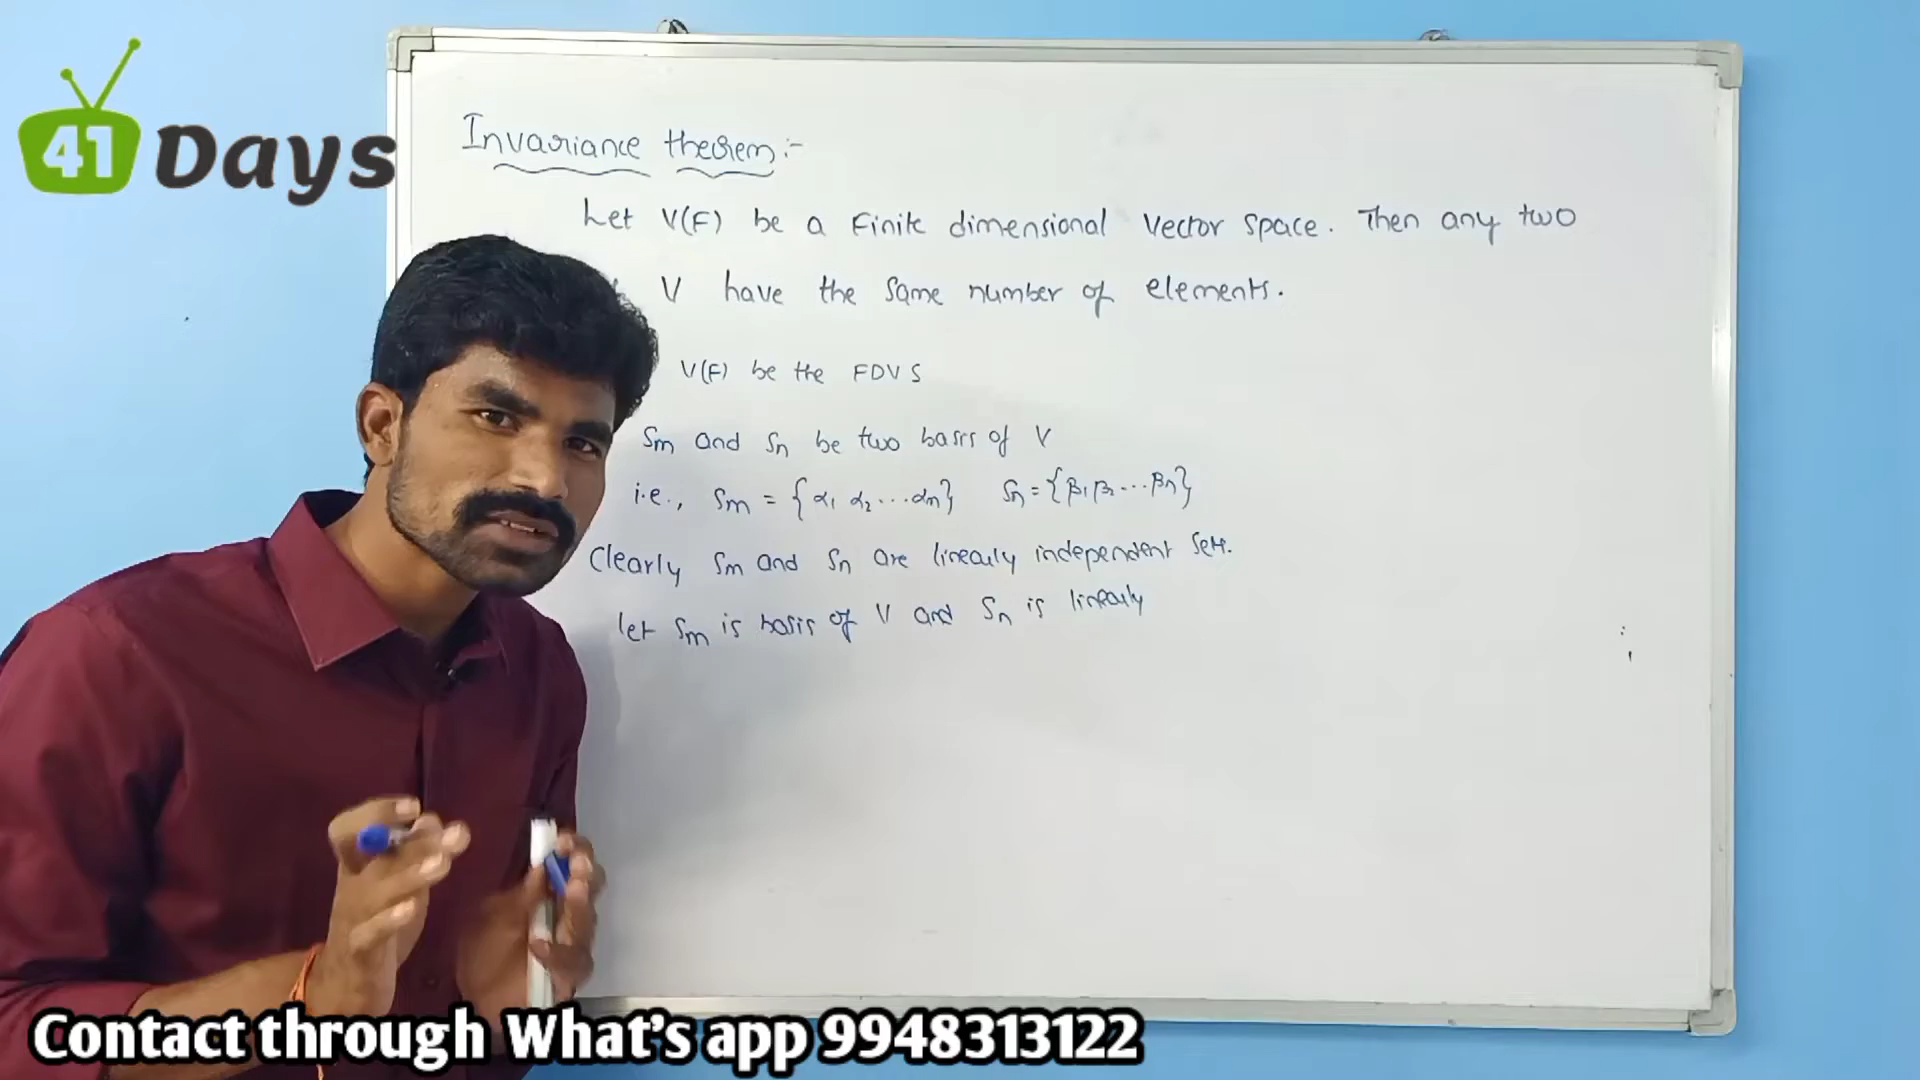 41 Days
Invariance theorem:-
Let V(F) be a Finite dimensional Vector space. Then any two
V have the same number of elements.
V(F) be the FDVS
Sm and Sn be two basis of V
i.e., Sm = {α1 α2 ... αm} Sn = {β1 β2 ... βn}
Clearly Sm and Sn are linearly independent sets.
let Sm is basis of V and Sn is linearly
Contact through What's app 9948313122